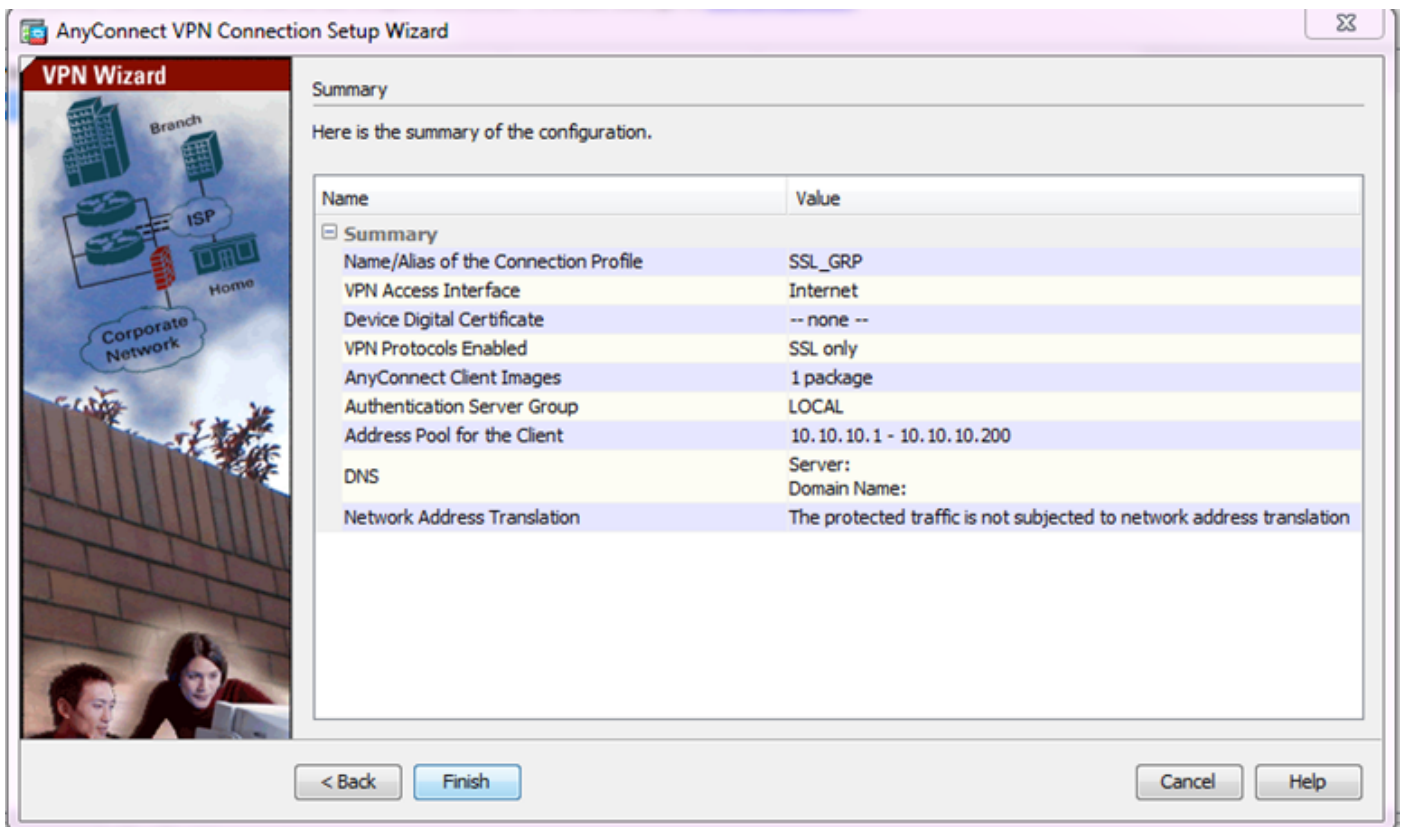 AnyConnect VPN Connection Setup Wizard
VPN Wizard
Branch
ISP
Home
Corporate
Network
Summary
Here is the summary of the configuration.
Name Value
Summary
Name/Alias of the Connection Profile SSL_GRP
VPN Access Interface Internet
Device Digital Certificate -- none --
VPN Protocols Enabled SSL only
AnyConnect Client Images 1 package
Authentication Server Group LOCAL
Address Pool for the Client 10.10.10.1 - 10.10.10.200
DNS Server:
Domain Name:
Network Address Translation The protected traffic is not subjected to network address translation
< Back Finish Cancel Help